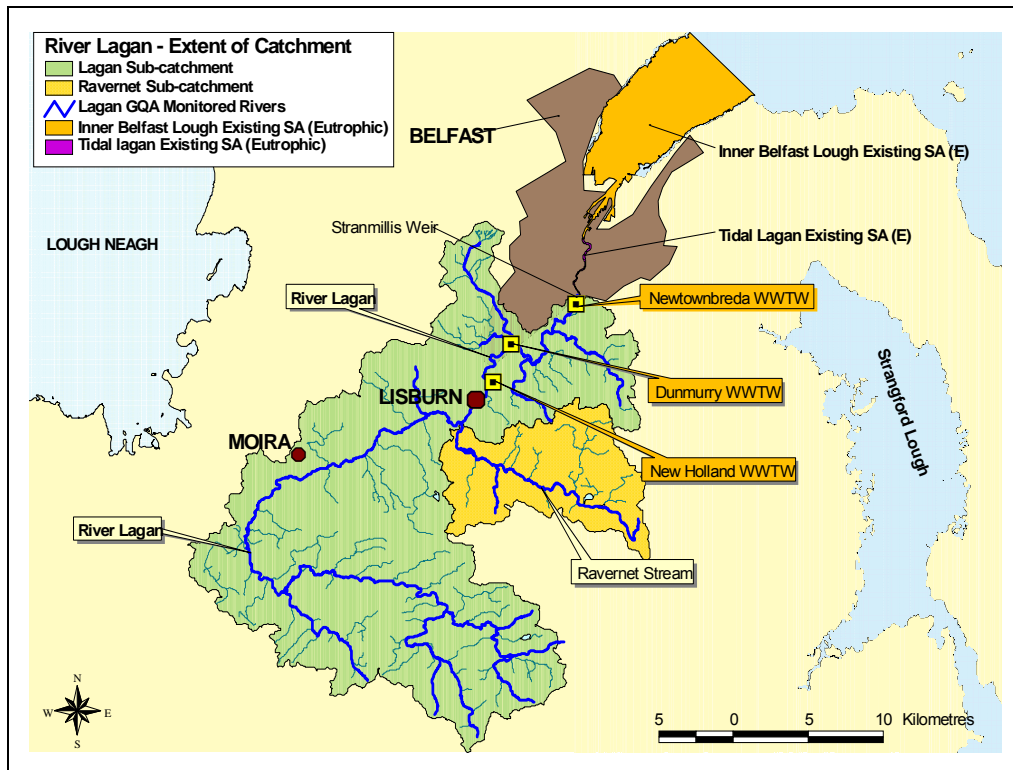 River Lagan - Extent of Catchment
Lagan Sub-catchment
Ravernet Sub-catchment
Lagan GQA Monitored Rivers
Inner Belfast Lough Existing SA (Eutrophic)
Tidal lagan Existing SA (Eutrophic)
BELFAST
Inner Belfast Lough Existing SA (E)
Stranmillis Weir
Tidal Lagan Existing SA (E)
LOUGH NEAGH
River Lagan
Newtownbreda WWTW
Strangford Lough
Dunmurry WWTW
LISBURN
MOIRA
New Holland WWTW
River Lagan
Ravernet Stream
N
W E
S
5 0 5 10 Kilometres